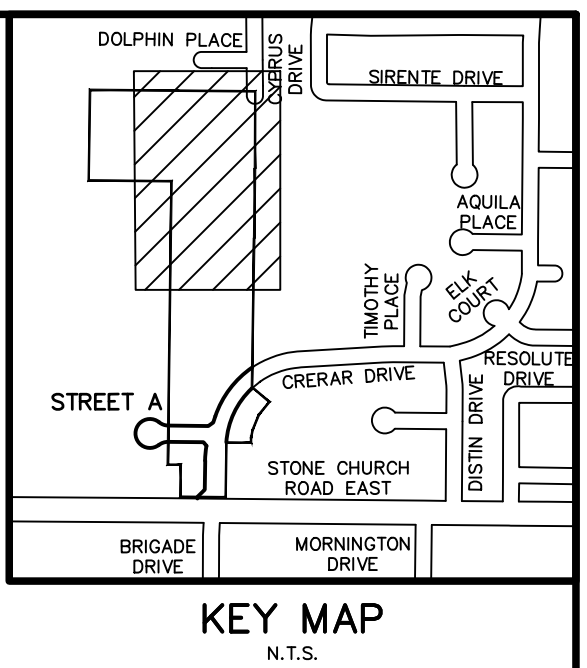 DOLPHIN PLACE
CYPRUS
DRIVE
SIRENTE DRIVE
AQUILA
PLACE
TIMOTHY
PLACE
ELK
COURT
RESOLUTE
DRIVE
CRERAR DRIVE
STREET A
DISTIN DRIVE
STONE CHURCH
ROAD EAST
BRIGADE
DRIVE
MORNINGTON
DRIVE
KEY MAP
N.T.S.